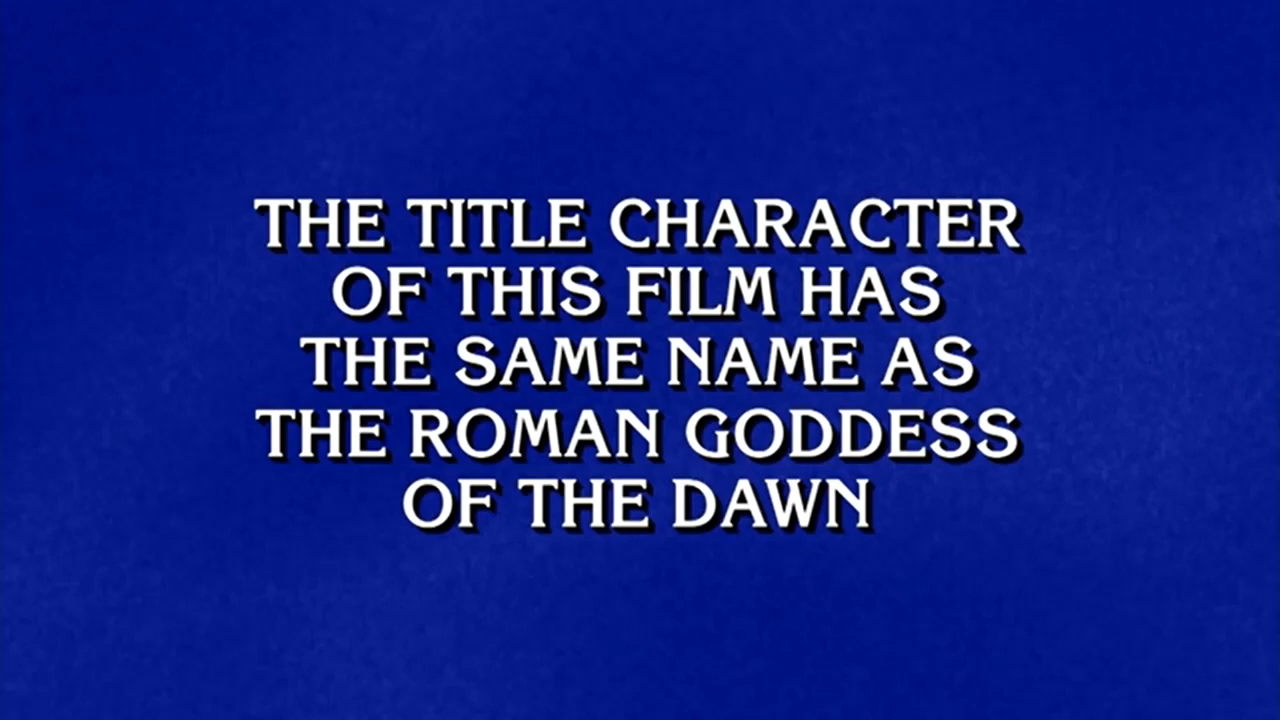 THE TITLE CHARACTER
OF THIS FILM HAS
THE SAME NAME AS
THE ROMAN GODDESS
OF THE DAWN